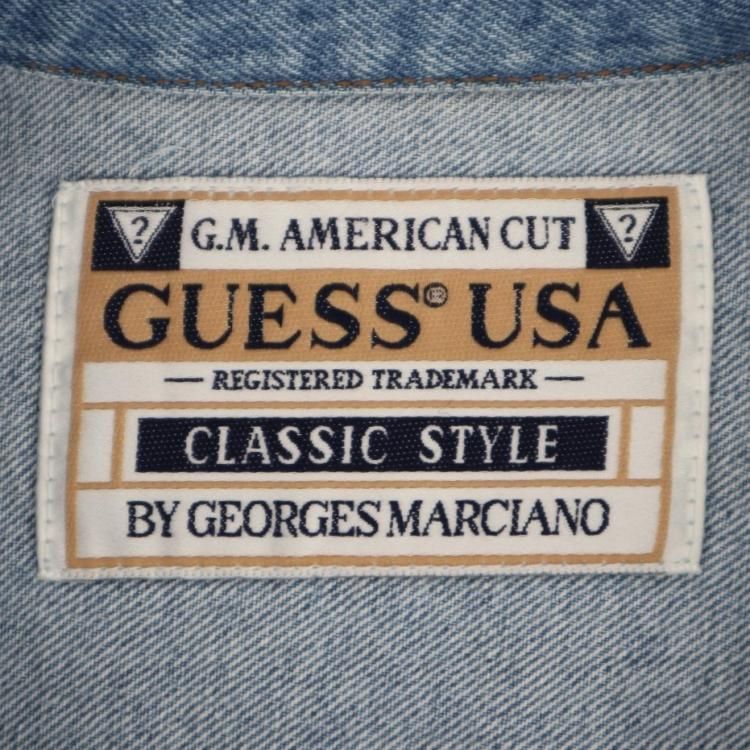 ? G.M. AMERICAN CUT ?
GUESS® USA
— REGISTERED TRADEMARK —
CLASSIC STYLE
BY GEORGES MARCIANO